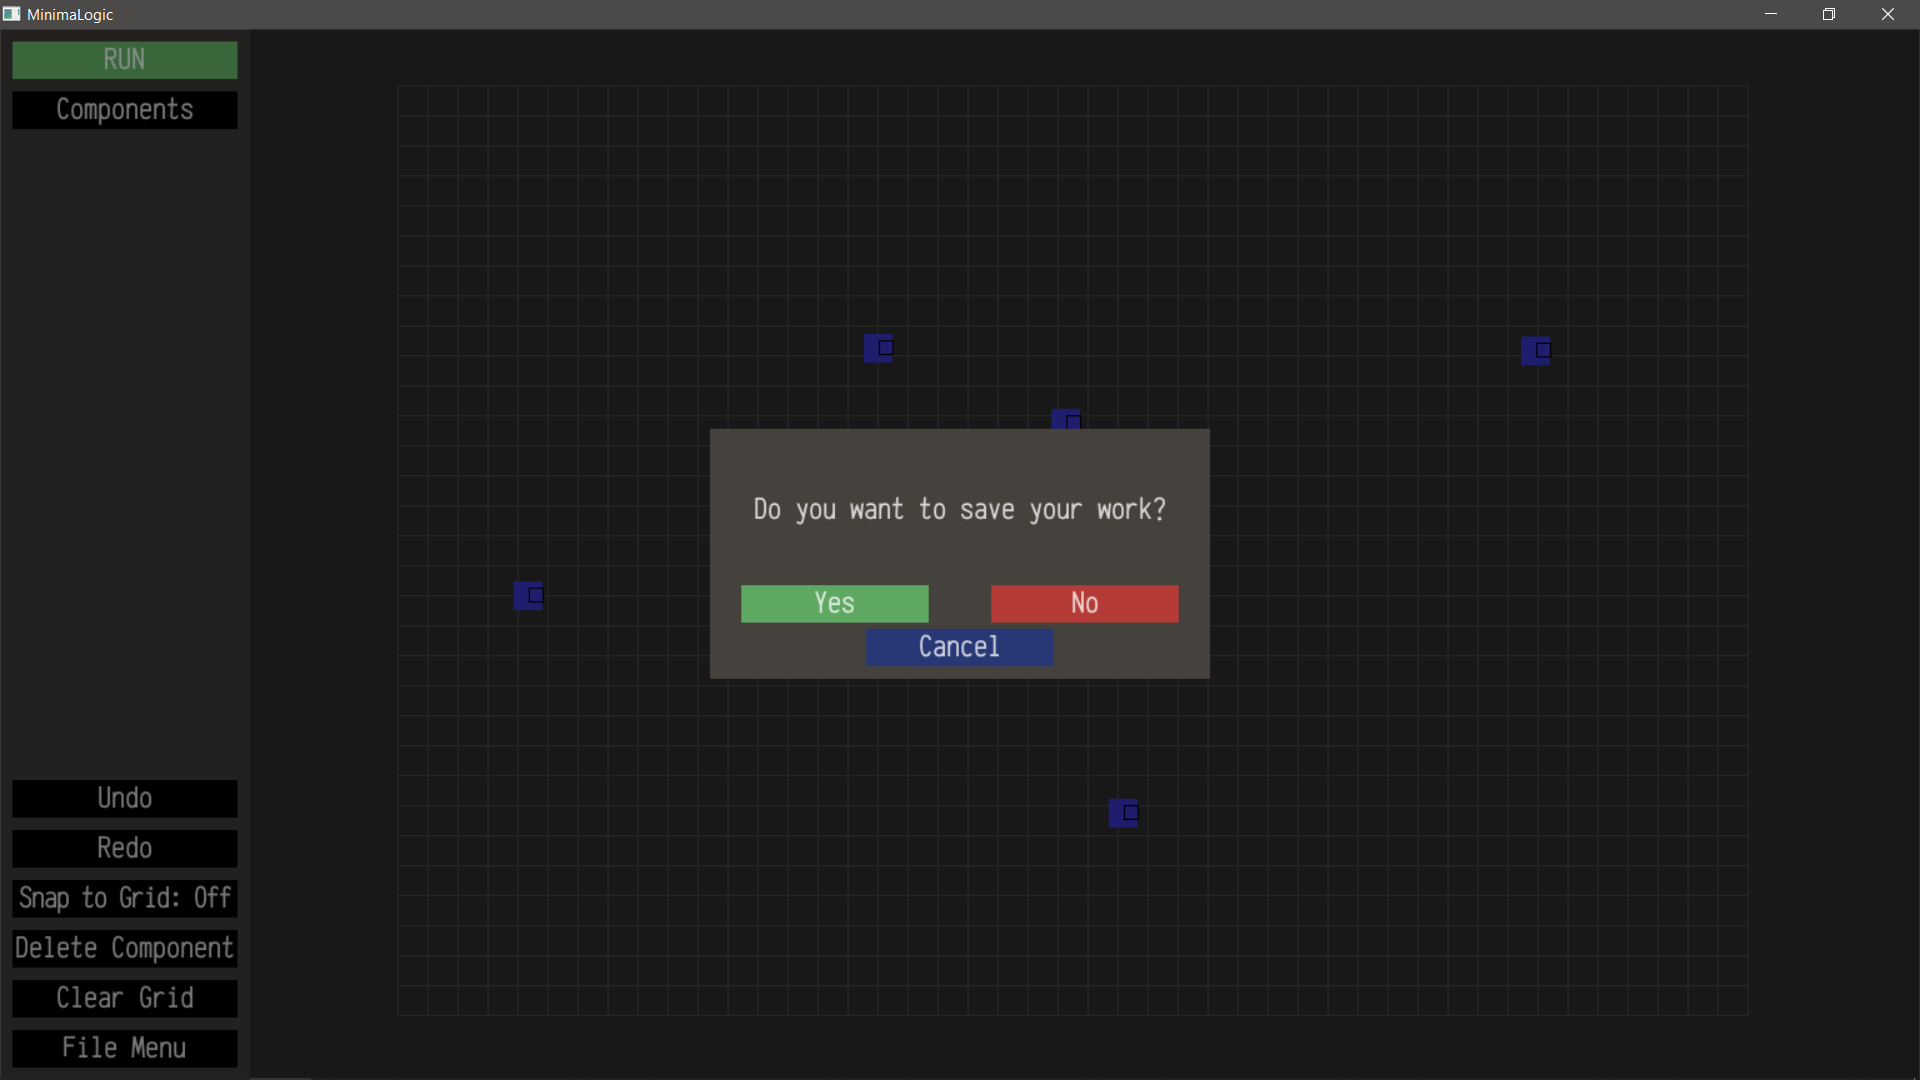 MinimaLogic
RUN
Components
Do you want to save your work?
Yes
No
Cancel
Undo
Redo
Snap to Grid: Off
Delete Component
Clear Grid
File Menu